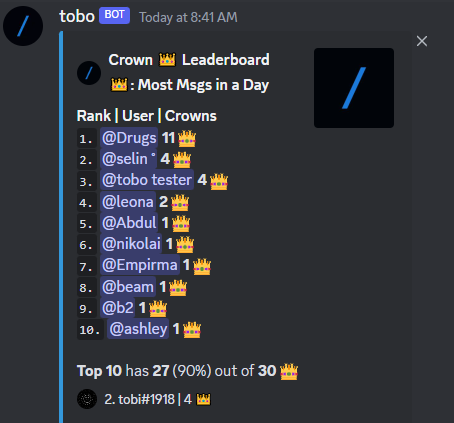 tobo BOT Today at 8:41 AM
Crown 👑 Leaderboard
👑: Most Msgs in a Day
Rank | User | Crowns
1. @Drugs 11 👑
2. @selin ° 4 👑
3. @tobo tester 4 👑
4. @leona 2 👑
5. @Abdul 1 👑
6. @nikolai 1 👑
7. @Empirma 1 👑
8. @beam 1 👑
9. @b2 1 👑
10. @ashley 1 👑
Top 10 has 27 (90%) out of 30 👑
2. tobi#1918 | 4 👑